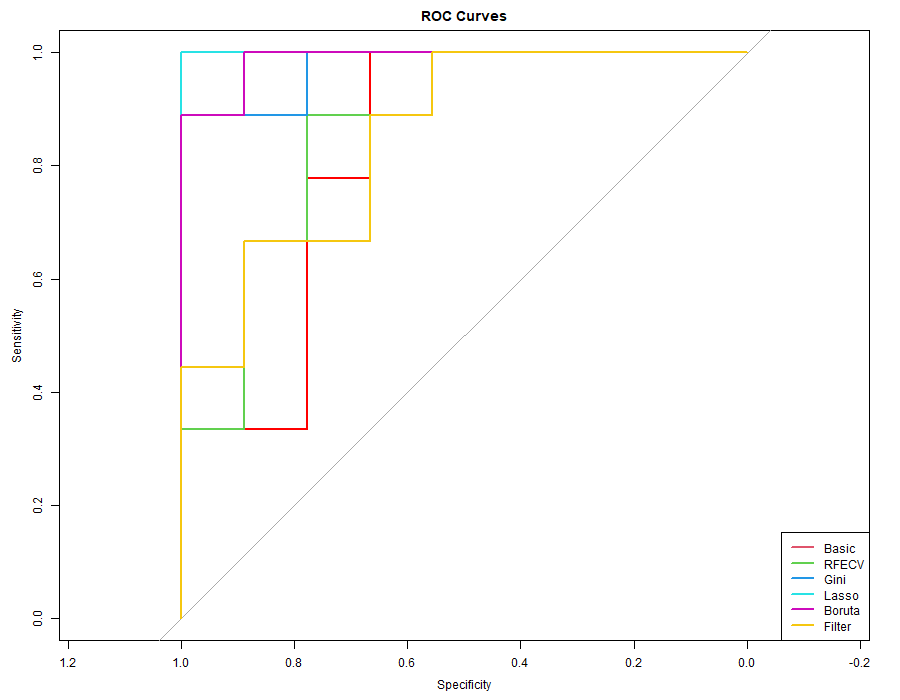 ROC Curves
Sensitivity
1.0
0.8
0.6
0.4
0.2
0.0
Basic
RFECV
Gini
Lasso
Boruta
Filter
1.2 1.0 0.8 0.6 0.4 0.2 0.0 -0.2
Specificity